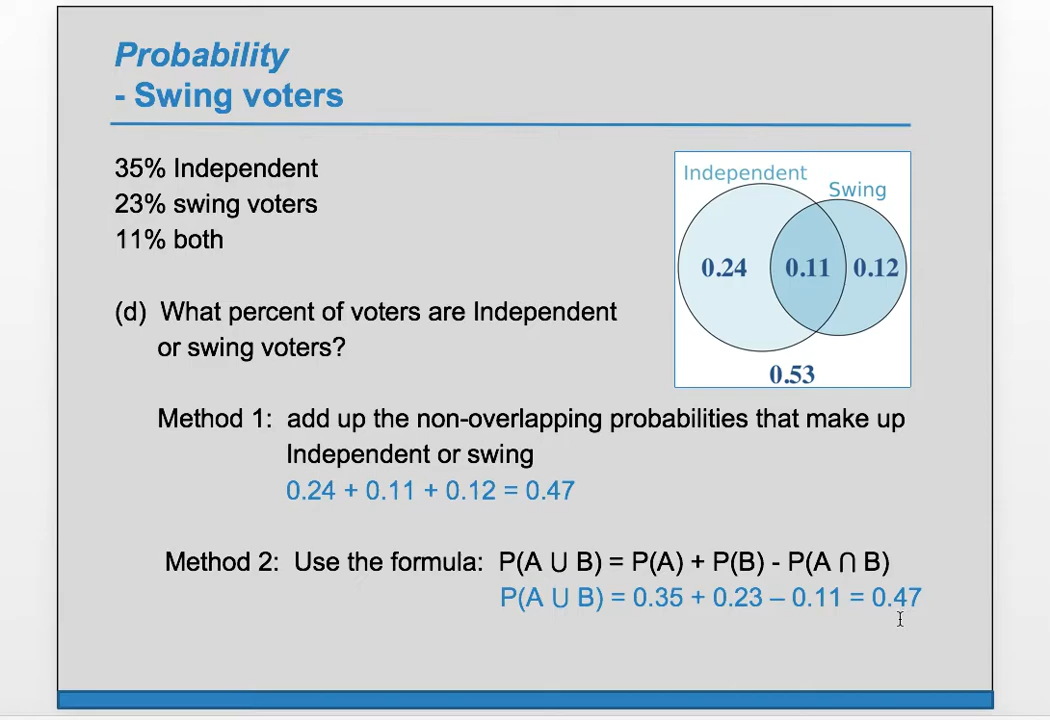 Probability
- Swing voters
35% Independent
23% swing voters
11% both
Independent
Swing
0.24
0.11
0.12
0.53
(d) What percent of voters are Independent
or swing voters?
Method 1: add up the non-overlapping probabilities that make up
Independent or swing
0.24 + 0.11 + 0.12 = 0.47
Method 2: Use the formula: P(A ∪ B) = P(A) + P(B) - P(A ∩ B)
P(A ∪ B) = 0.35 + 0.23 – 0.11 = 0.47